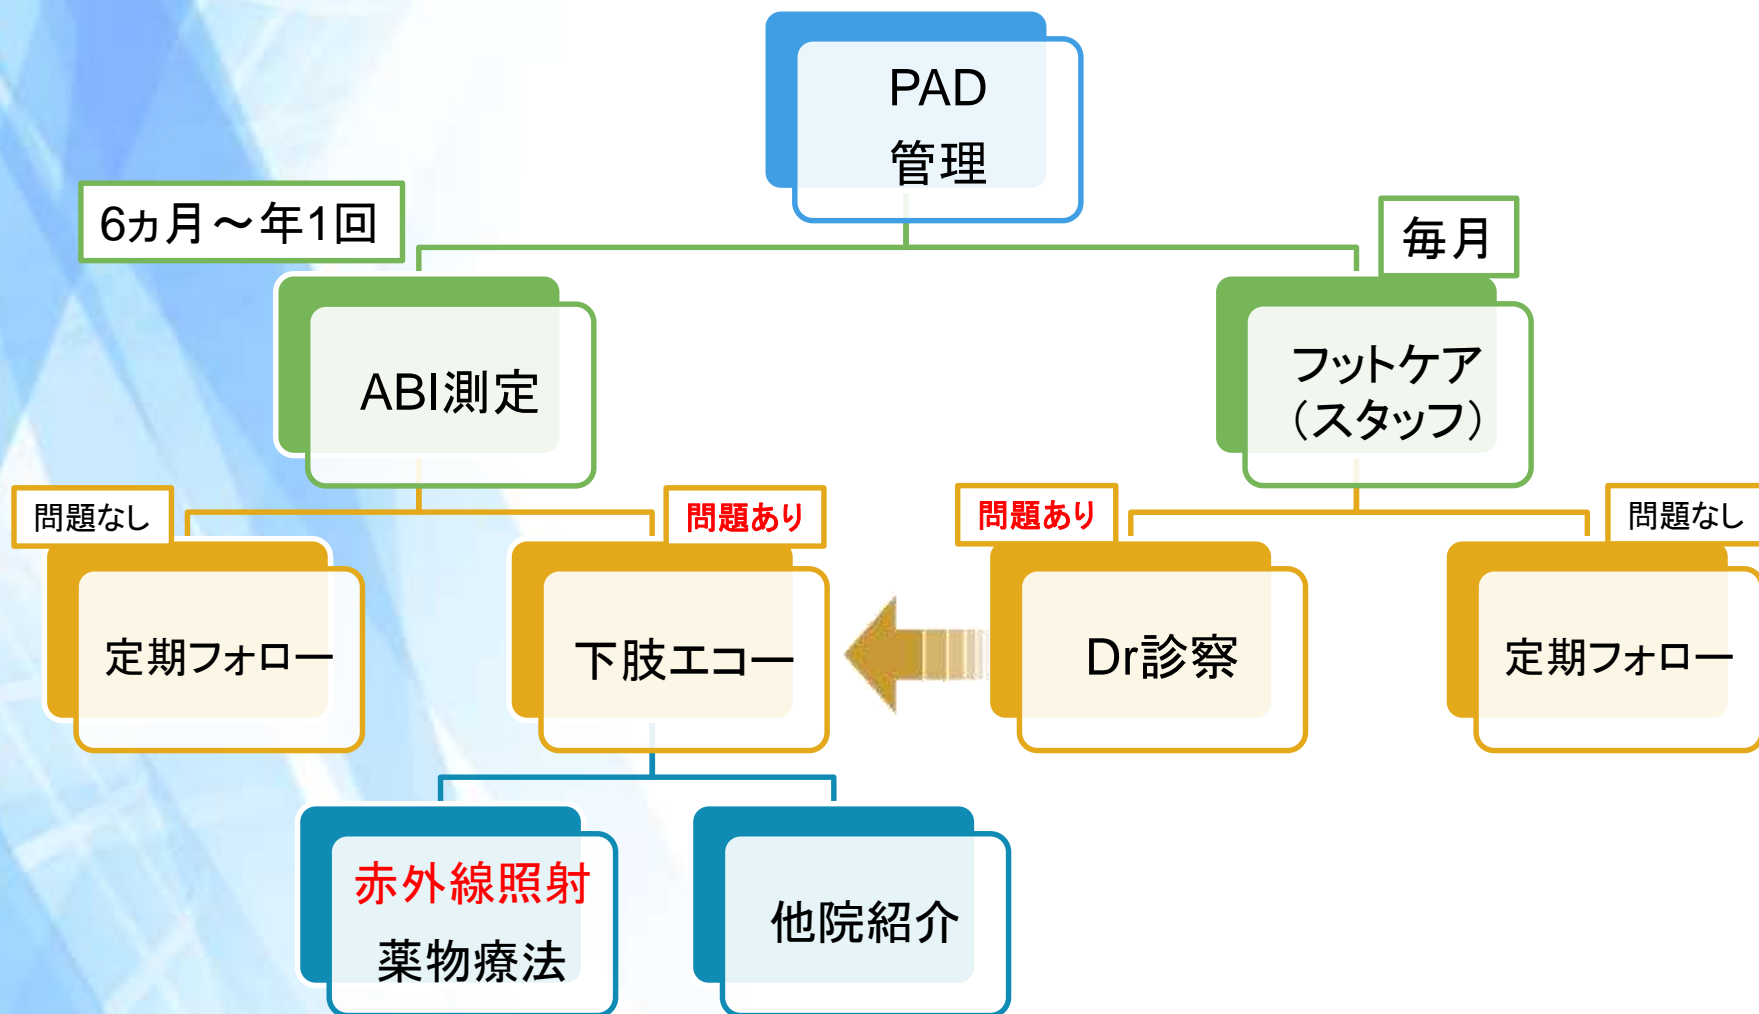 PAD
管理
6ヵ月～年1回
毎月
ABI測定
フットケア
（スタッフ）
問題なし
問題あり
問題あり
問題なし
定期フォロー
下肢エコー
Dr診察
定期フォロー
赤外線照射
薬物療法
他院紹介